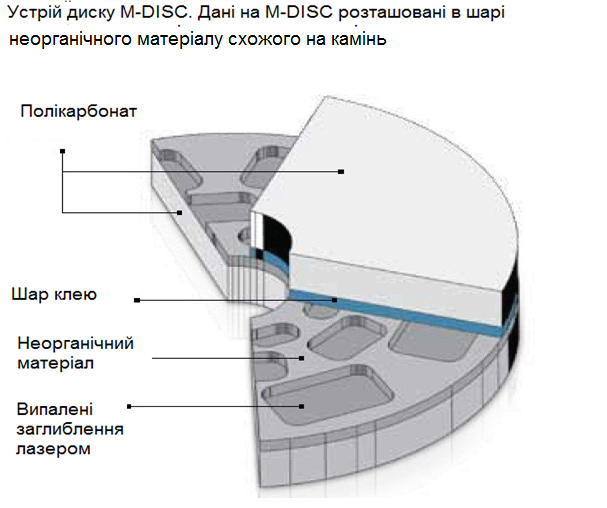 Устрій диску M-DISC. Дані на M-DISC розташовані в шарі
неорганічного матеріалу схожого на камінь
Полікарбонат
Шар клею
Неорганічний
матеріал
Випалені
заглиблення
лазером